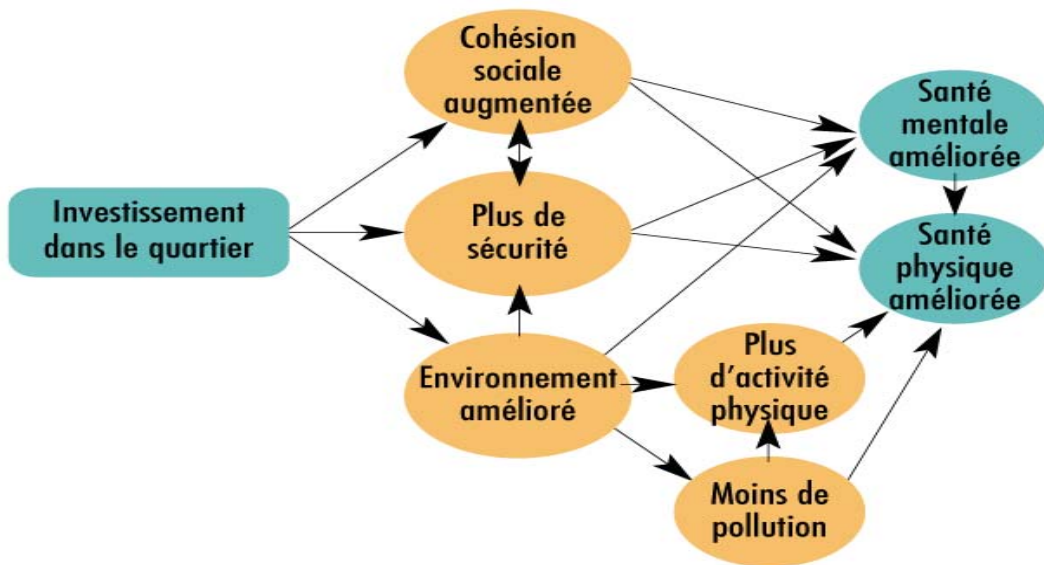 Cohésion
sociale
augmentée
Santé
mentale
améliorée
Investissement
dans le quartier
Plus de
sécurité
Santé
physique
améliorée
Environnement
amélioré
Plus
d’activité
physique
Moins de
pollution